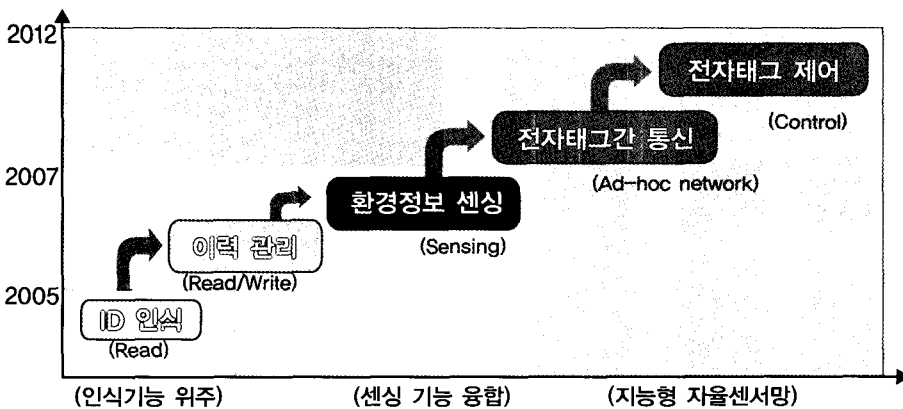 2012
전자태그 제어
(Control)
전자태그간 통신
(Ad-hoc network)
2007
환경정보 센싱
(Sensing)
이력 관리
(Read/Write)
2005
ID 인식
(Read)
(인식기능 위주)
(센싱 기능 융합)
(지능형 자율센서망)